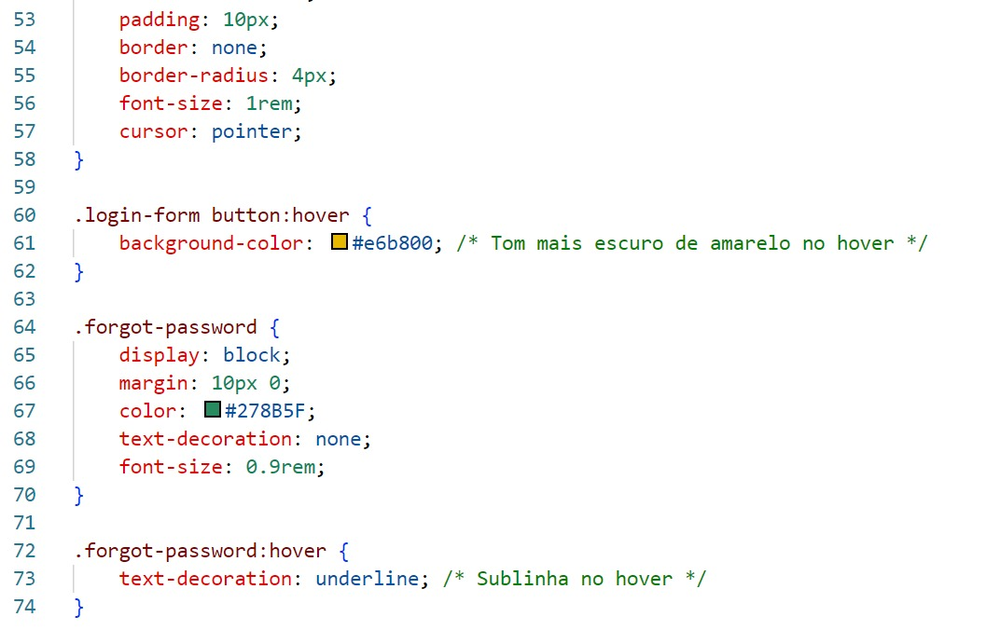 53 padding: 10px;
54 border: none;
55 border-radius: 4px;
56 font-size: 1rem;
57 cursor: pointer;
58 }
59
60 .login-form button:hover {
61 background-color: #e6b800; /* Tom mais escuro de amarelo no hover */
62 }
63
64 .forgot-password {
65 display: block;
66 margin: 10px 0;
67 color: #278B5F;
68 text-decoration: none;
69 font-size: 0.9rem;
70 }
71
72 .forgot-password:hover {
73 text-decoration: underline; /* Sublinha no hover */
74 }